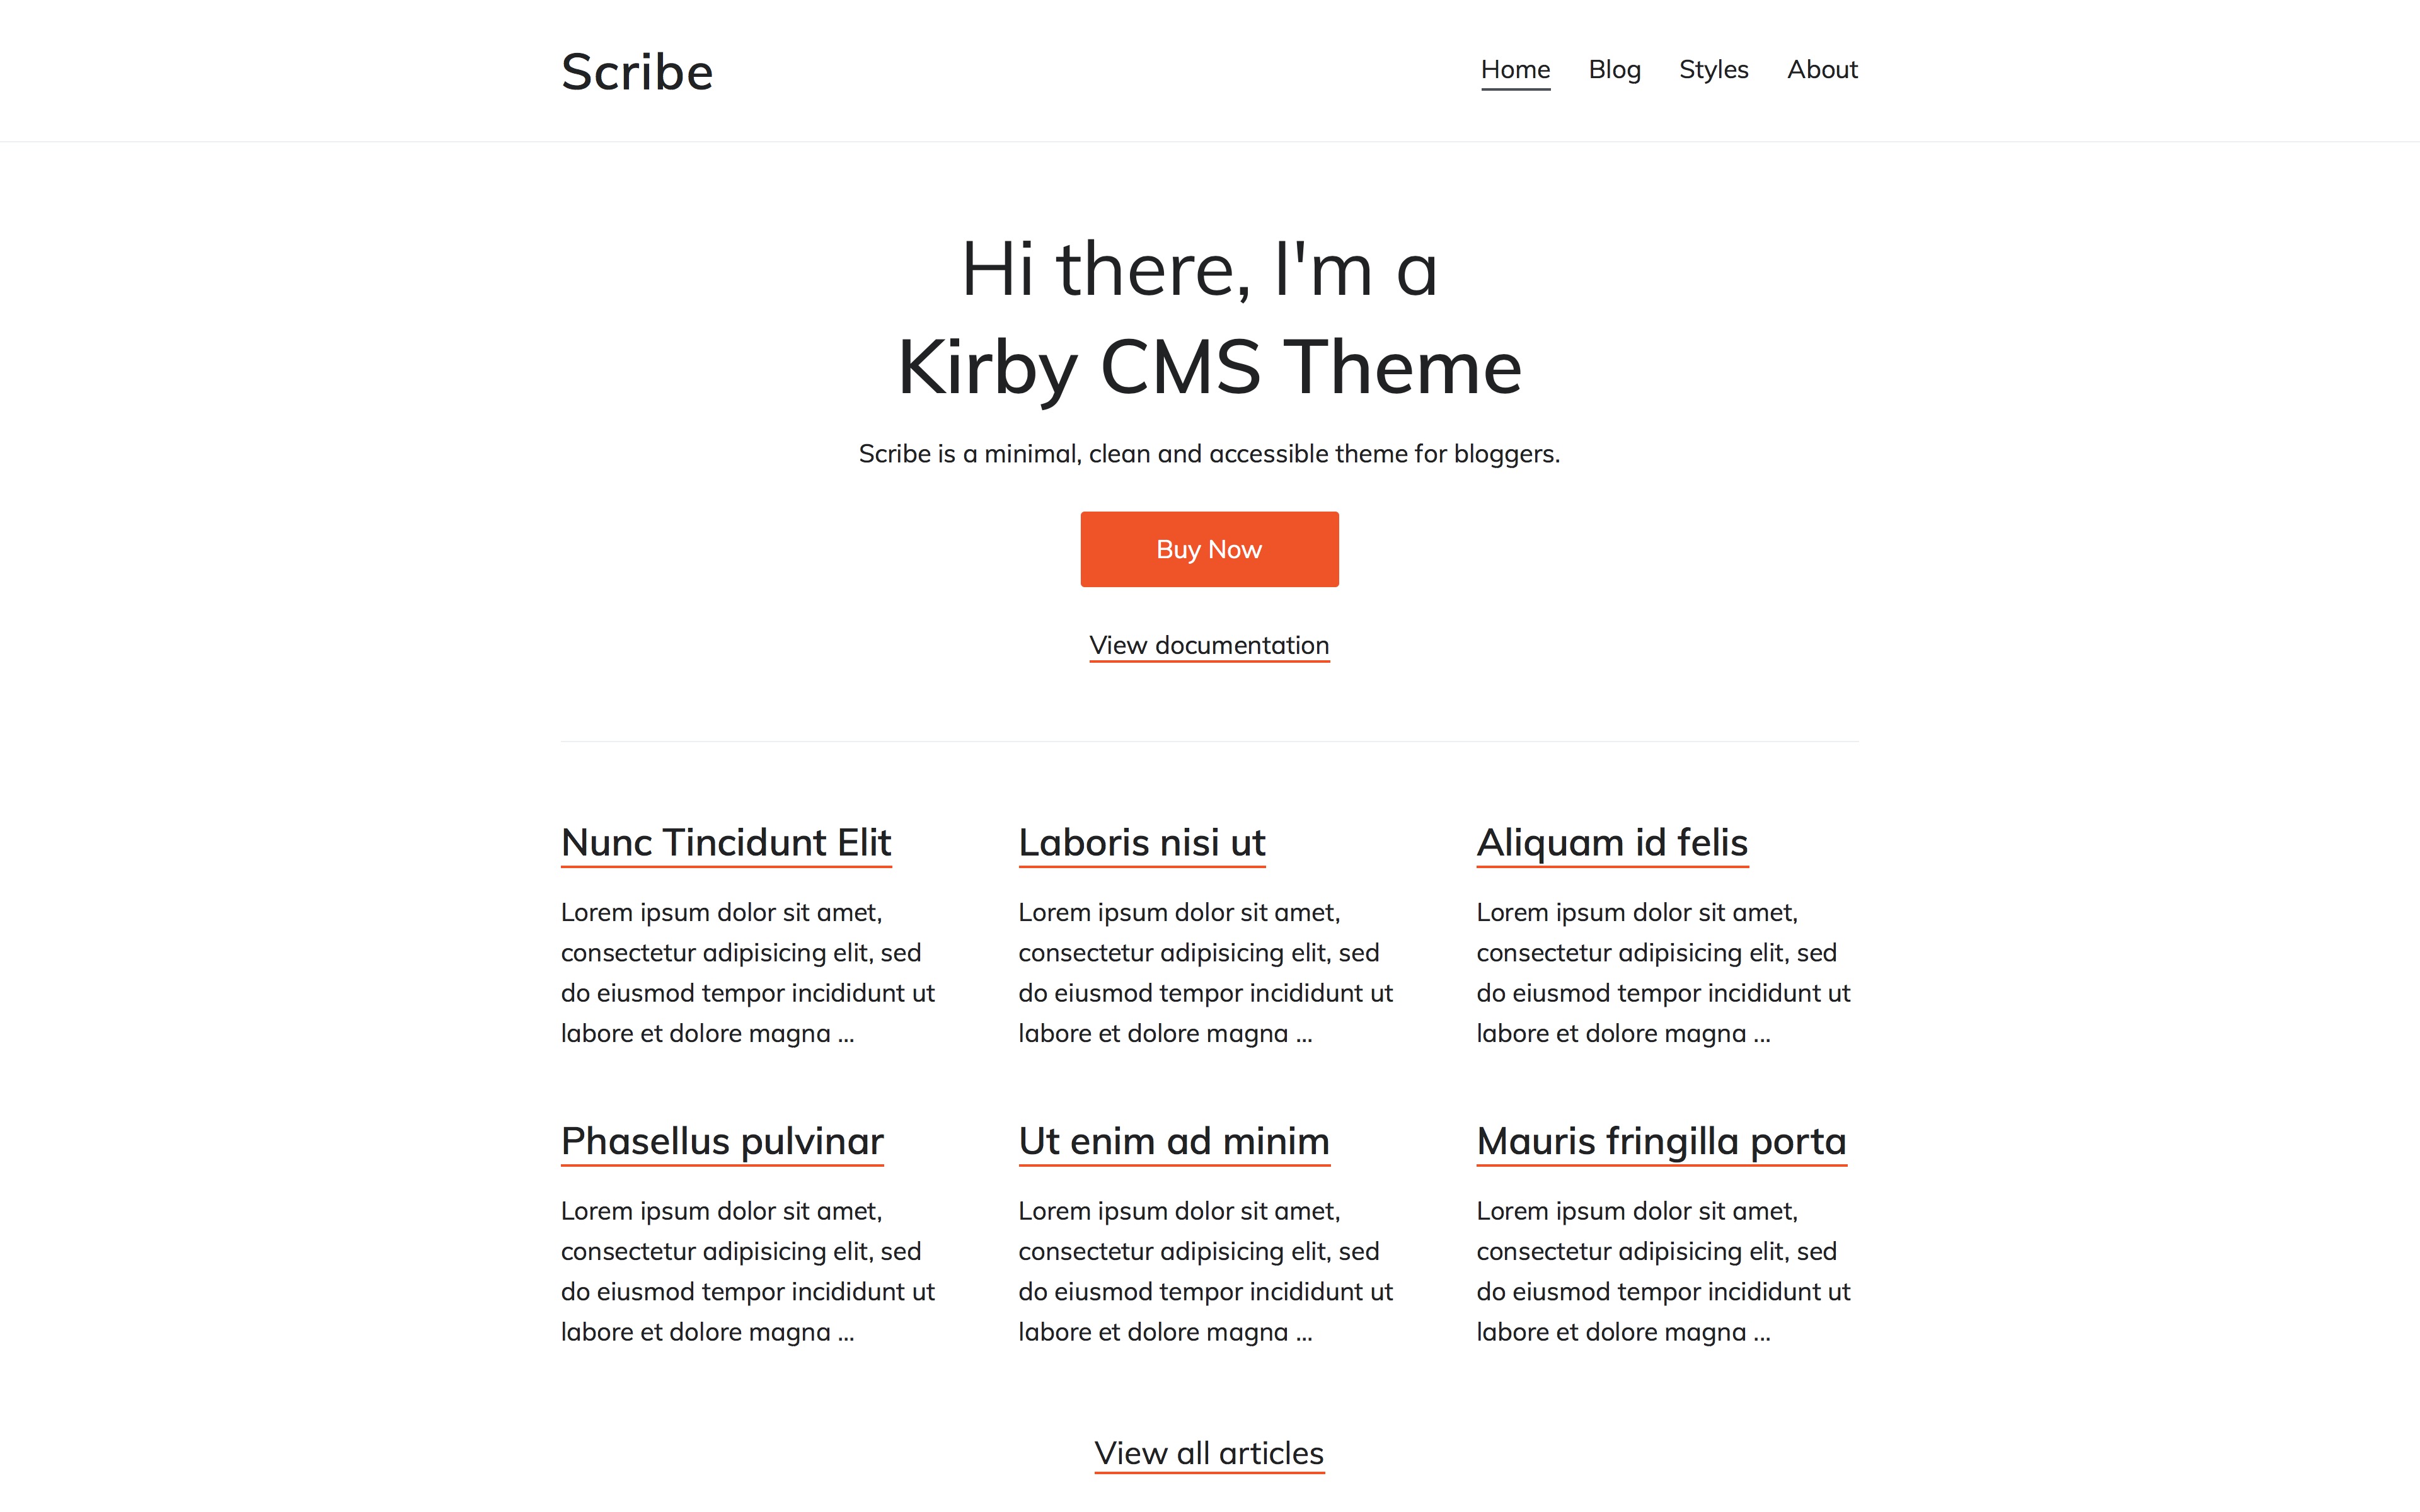 Scribe
Home Blog Styles About
Hi there, I'm a
Kirby CMS Theme
Scribe is a minimal, clean and accessible theme for bloggers.
Buy Now
View documentation
Nunc Tincidunt Elit
Lorem ipsum dolor sit amet,
consectetur adipisicing elit, sed
do eiusmod tempor incididunt ut
labore et dolore magna ...
Laboris nisi ut
Lorem ipsum dolor sit amet,
consectetur adipisicing elit, sed
do eiusmod tempor incididunt ut
labore et dolore magna ...
Aliquam id felis
Lorem ipsum dolor sit amet,
consectetur adipisicing elit, sed
do eiusmod tempor incididunt ut
labore et dolore magna ...
Phasellus pulvinar
Lorem ipsum dolor sit amet,
consectetur adipisicing elit, sed
do eiusmod tempor incididunt ut
labore et dolore magna ...
Ut enim ad minim
Lorem ipsum dolor sit amet,
consectetur adipisicing elit, sed
do eiusmod tempor incididunt ut
labore et dolore magna ...
Mauris fringilla porta
Lorem ipsum dolor sit amet,
consectetur adipisicing elit, sed
do eiusmod tempor incididunt ut
labore et dolore magna ...
View all articles